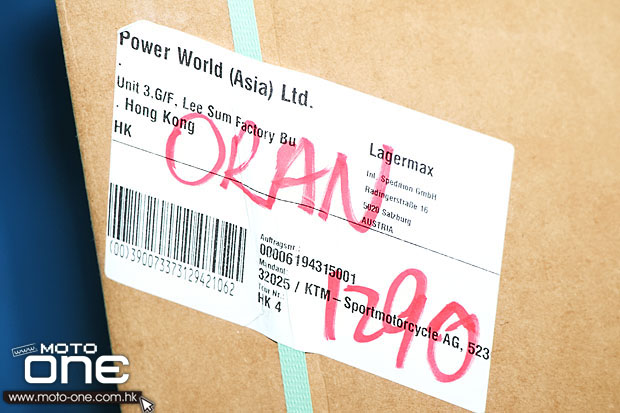 Power World (Asia) Ltd.
.
Unit 3.G/F, Lee Sum Factory Bu
. Hong Kong
HK
ORAN
Lagermax
Int. Spedition GmbH
Radingerstraße 16
5020 Salzburg
AUSTRIA
(00)390073373129421062
Auftragsnr.:
00006194315001
Mandant:
32025 / KTM – Sportmotorcycle AG, 523
Tour Nr.:
HK 4
1290
www.
MOTO
ONE
www.moto-one.com.hk